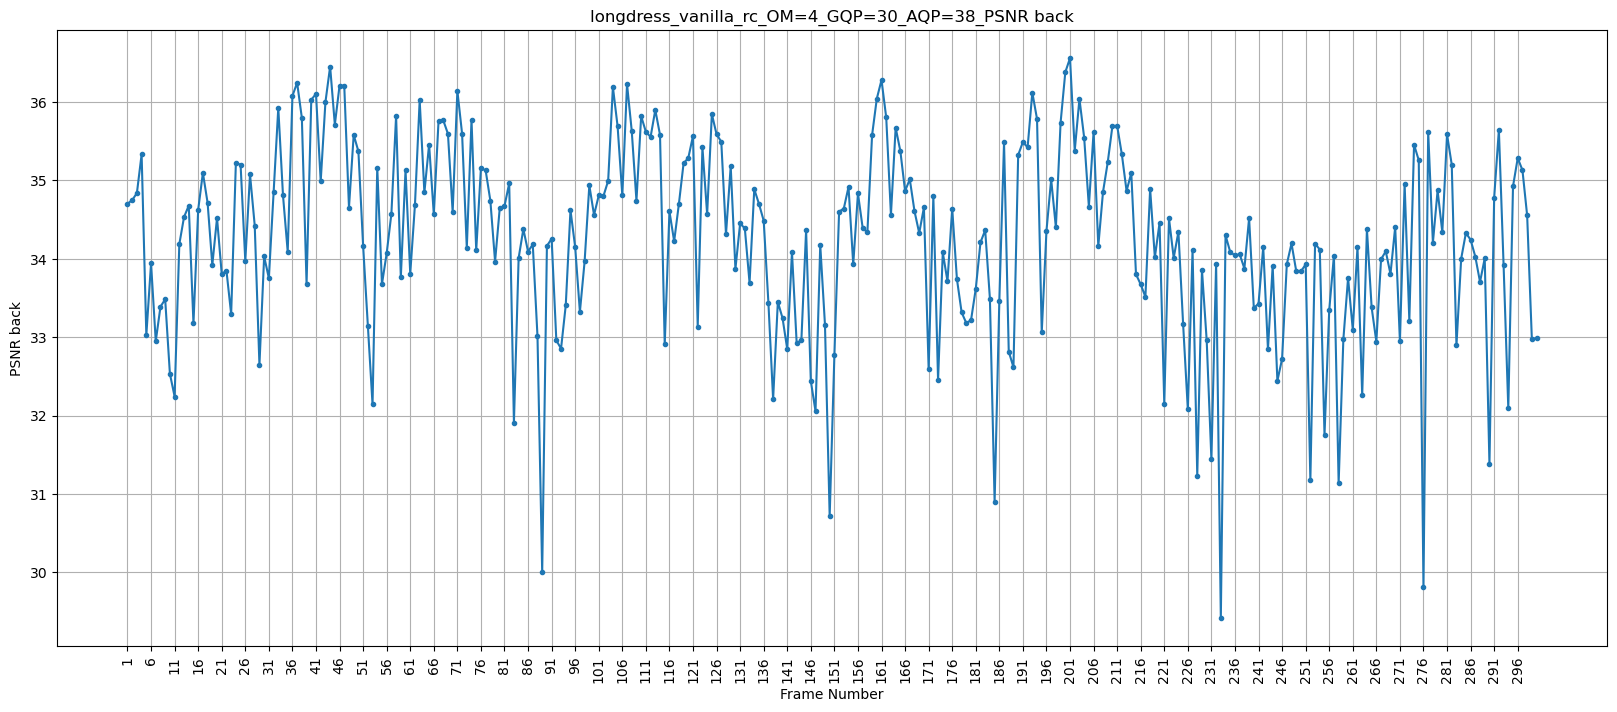 longdress_vanilla_rc_OM=4_GQP=30_AQP=38_PSNR back
PSNR back
36
35
34
33
32
31
30
1 6 11 16 21 26 31 36 41 46 51 56 61 66 71 76 81 86 91 96 101 106 111 116 121 126 131 136 141 146 151 156 161 166 171 176 181 186 191 196 201 206 211 216 221 226 231 236 241 246 251 256 261 266 271 276 281 286 291 296
Frame Number